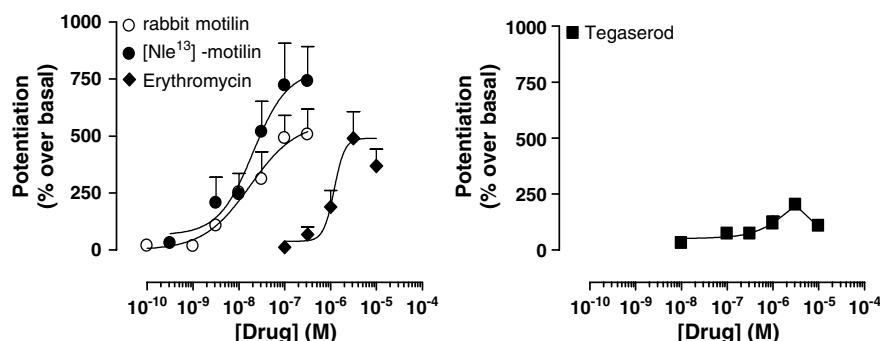 Potentiation
(% over basal)
1000
750
500
250
0
rabbit motilin
[Nle¹³] -motilin
Erythromycin
10⁻¹⁰ 10⁻⁹ 10⁻⁸ 10⁻⁷ 10⁻⁶ 10⁻⁵ 10⁻⁴
[Drug] (M)
Potentiation
(% over basal)
1000
750
500
250
0
Tegaserod
10⁻¹⁰ 10⁻⁹ 10⁻⁸ 10⁻⁷ 10⁻⁶ 10⁻⁵ 10⁻⁴
[Drug] (M)